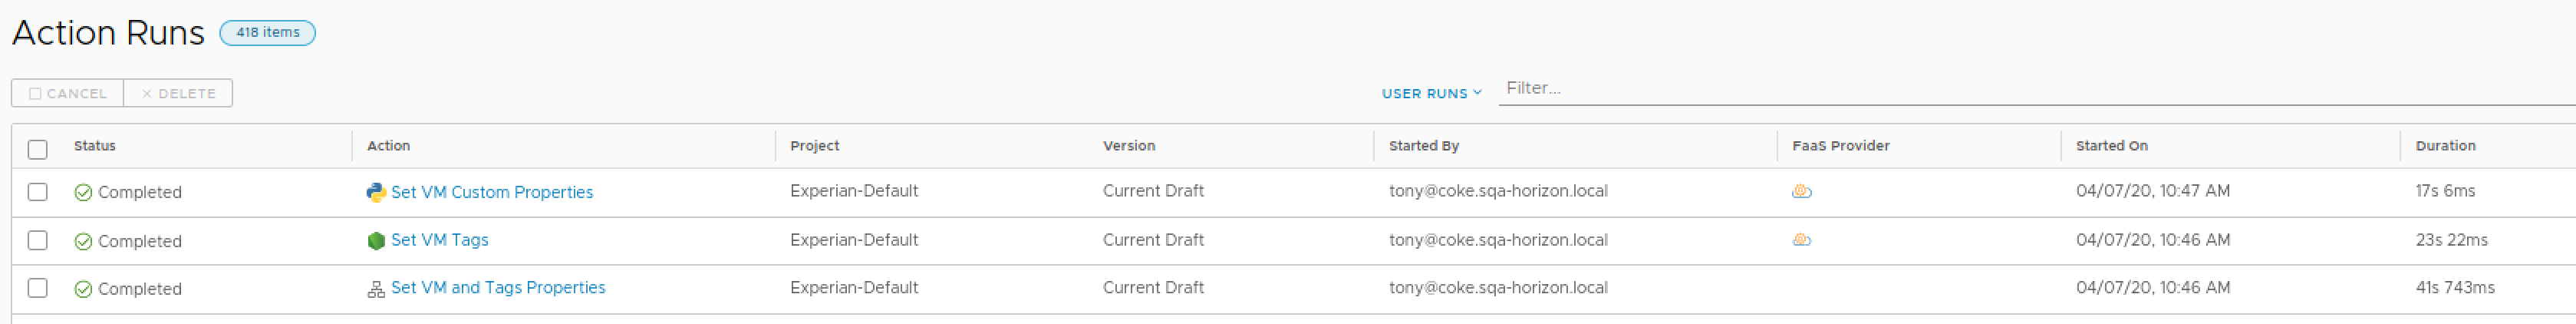 Action Runs 418 items
CANCEL DELETE USER RUNS Filter...
Status Action Project Version Started By FaaS Provider Started On Duration
Completed Set VM Custom Properties Experian-Default Current Draft tony@coke.sqa-horizon.local 04/07/20, 10:47 AM 17s 6ms
Completed Set VM Tags Experian-Default Current Draft tony@coke.sqa-horizon.local 04/07/20, 10:46 AM 23s 22ms
Completed Set VM and Tags Properties Experian-Default Current Draft tony@coke.sqa-horizon.local 04/07/20, 10:46 AM 41s 743ms